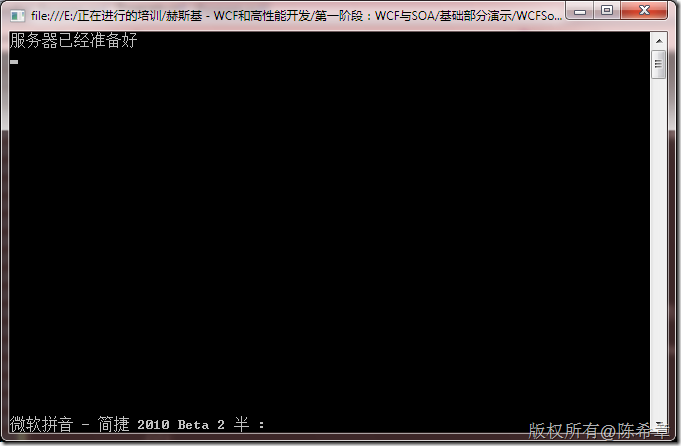 file:///E:/正在进行的培训/赫斯基 - WCF和高性能开发/第一阶段：WCF与SOA/基础部分演示/WCFSo...
服务器已经准备好
微软拼音 - 简捷 2010 Beta 2 半 :
版权所有@陈希章